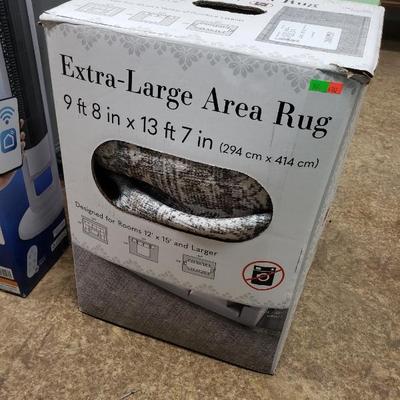 Rug
Extra-Large Area Rug
9 ft 8 in x 13 ft 7 in (294 cm x 414 cm)
Designed for Rooms 12' x 15' and Larger